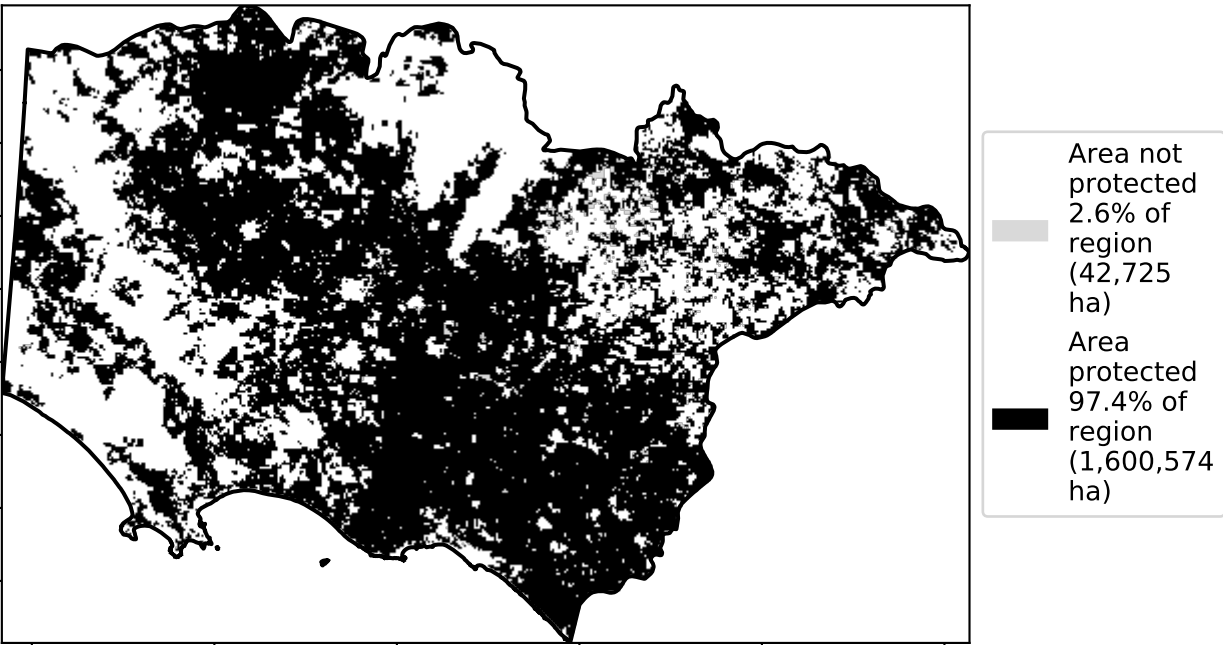 Area not
protected
2.6% of
region
(42,725
ha)
Area
protected
97.4% of
region
(1,600,574
ha)